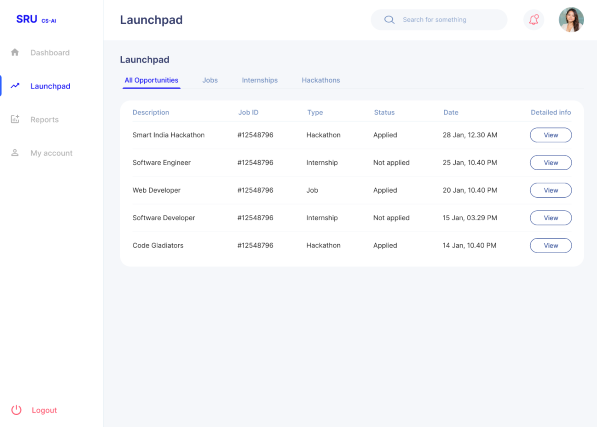 SRU CS-AI
Launchpad
Search for something
Dashboard
Launchpad
Reports
My account
Logout
Launchpad
All Opportunities Jobs Internships Hackathons
Description Job ID Type Status Date Detailed info
Smart India Hackathon #12548796 Hackathon Applied 28 Jan, 12.30 AM View
Software Engineer #12548796 Internship Not applied 25 Jan, 10.40 PM View
Web Developer #12548796 Job Applied 20 Jan, 10.40 PM View
Software Developer #12548796 Internship Not applied 15 Jan, 03.29 PM View
Code Gladiators #12548796 Hackathon Applied 14 Jan, 10.40 PM View